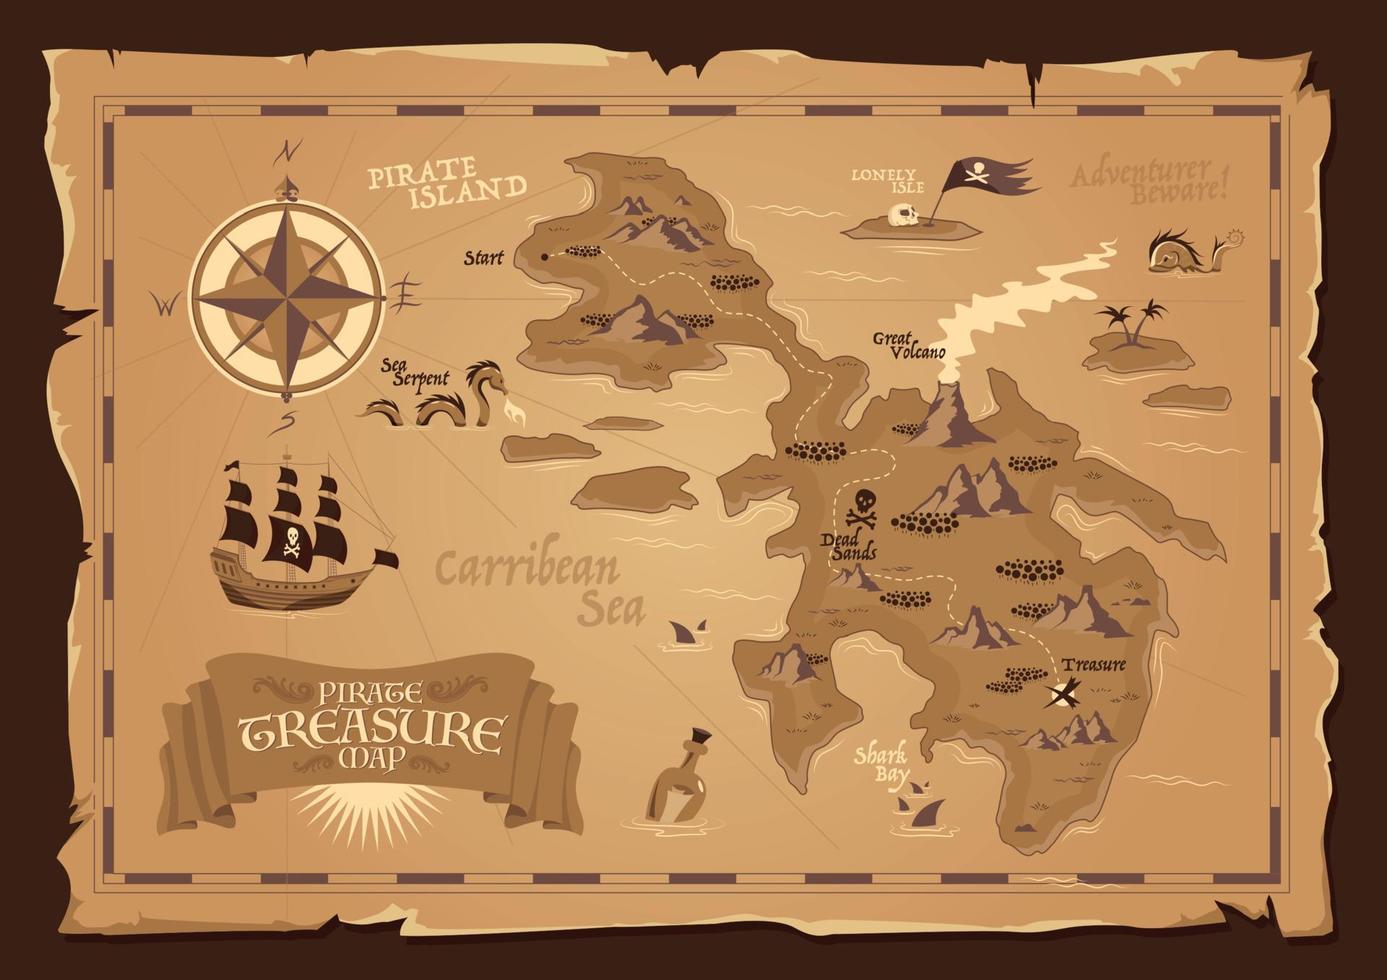 N
W
E
S
PIRATE
ISLAND
LONELY
ISLE
Adventurer
Beware!
Start
Great
Volcano
Sea
Serpent
Dead
Sands
Carribean
Sea
Treasure
PIRATE
TREASURE
MAP
Shark
Bay